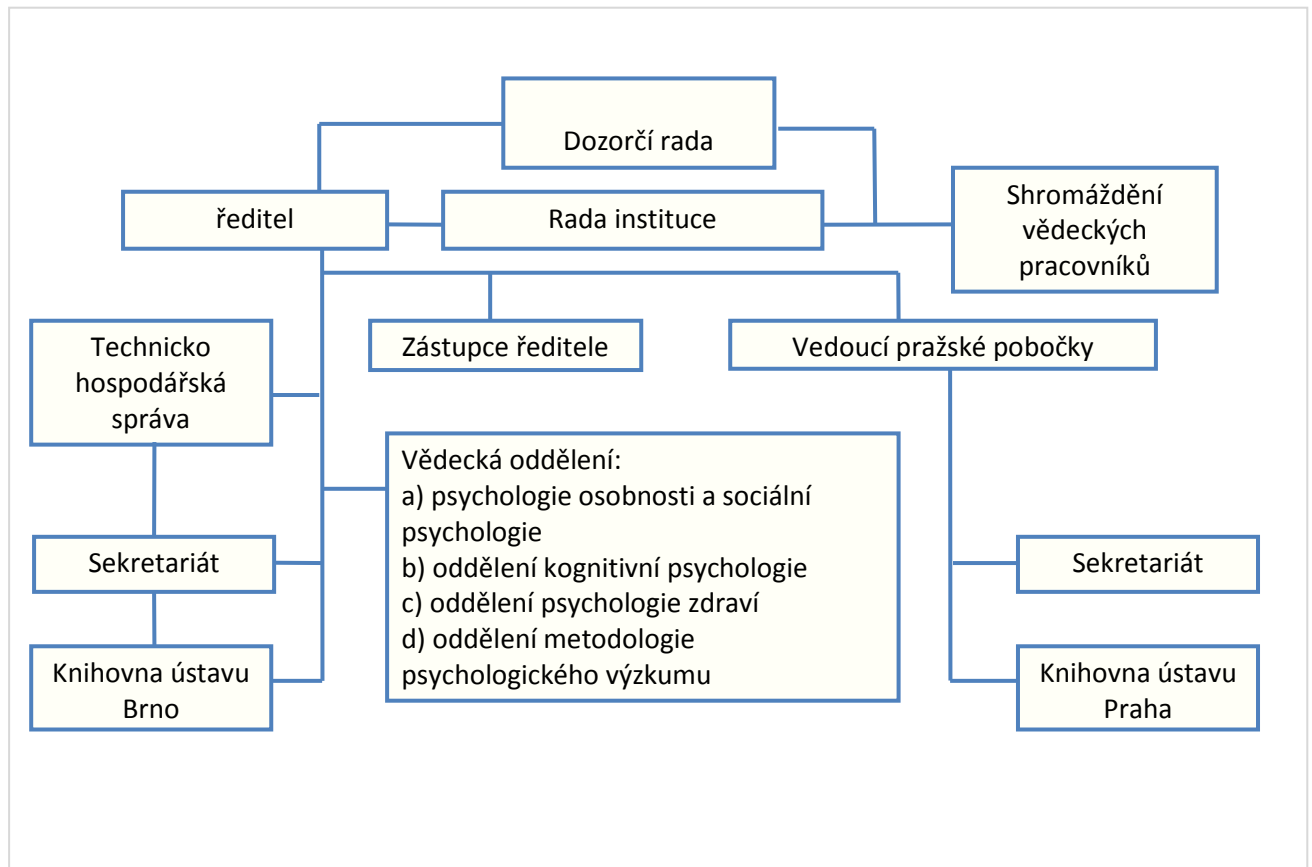 Dozorčí rada
ředitel
Rada instituce
Shromáždění
vědeckých
pracovníků
Technicko
hospodářská
správa
Zástupce ředitele
Vedoucí pražské pobočky
Vědecká oddělení:
a) psychologie osobnosti a sociální
psychologie
b) oddělení kognitivní psychologie
c) oddělení psychologie zdraví
d) oddělení metodologie
psychologického výzkumu
Sekretariát
Sekretariát
Knihovna ústavu
Brno
Knihovna ústavu
Praha